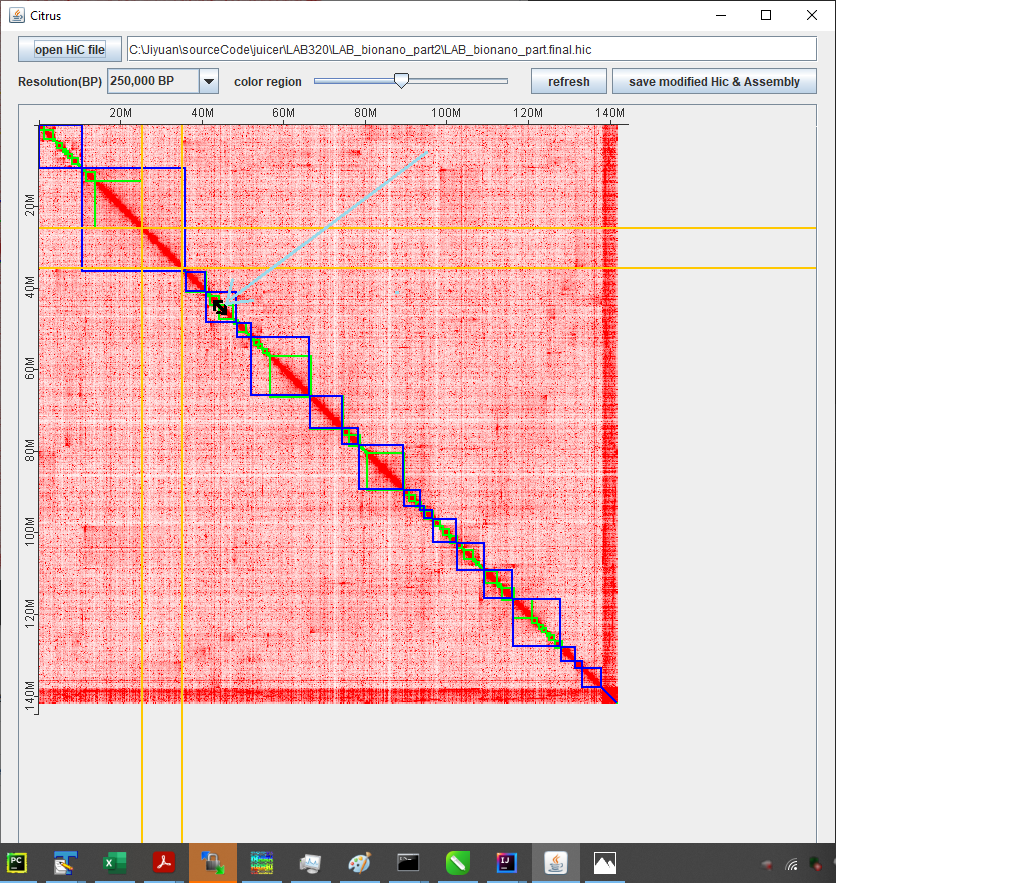 Citrus
open HiC file C:\Jiyuan\sourceCode\juicer\LAB320\LAB_bionano_part2\LAB_bionano_part.final.hic
Resolution(BP) 250,000 BP color region refresh save modified Hic & Assembly
20M 40M 60M 80M 100M 120M 140M
20M
40M
60M
80M
100M
120M
140M
PC X IJ